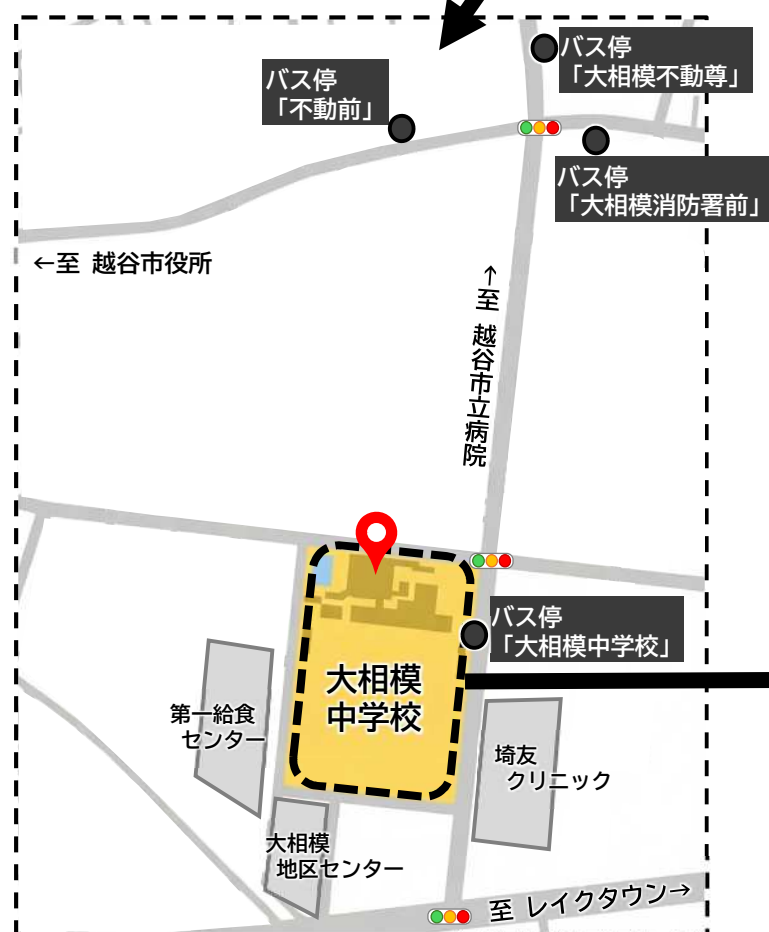 バス停
「大相模不動尊」
バス停
「不動前」
バス停
「大相模消防署前」
←至 越谷市役所
↑至 越谷市立病院
バス停
「大相模中学校」
大相模
中学校
第一給食
センター
埼友
クリニック
大相模
地区センター
至 レイクタウン→